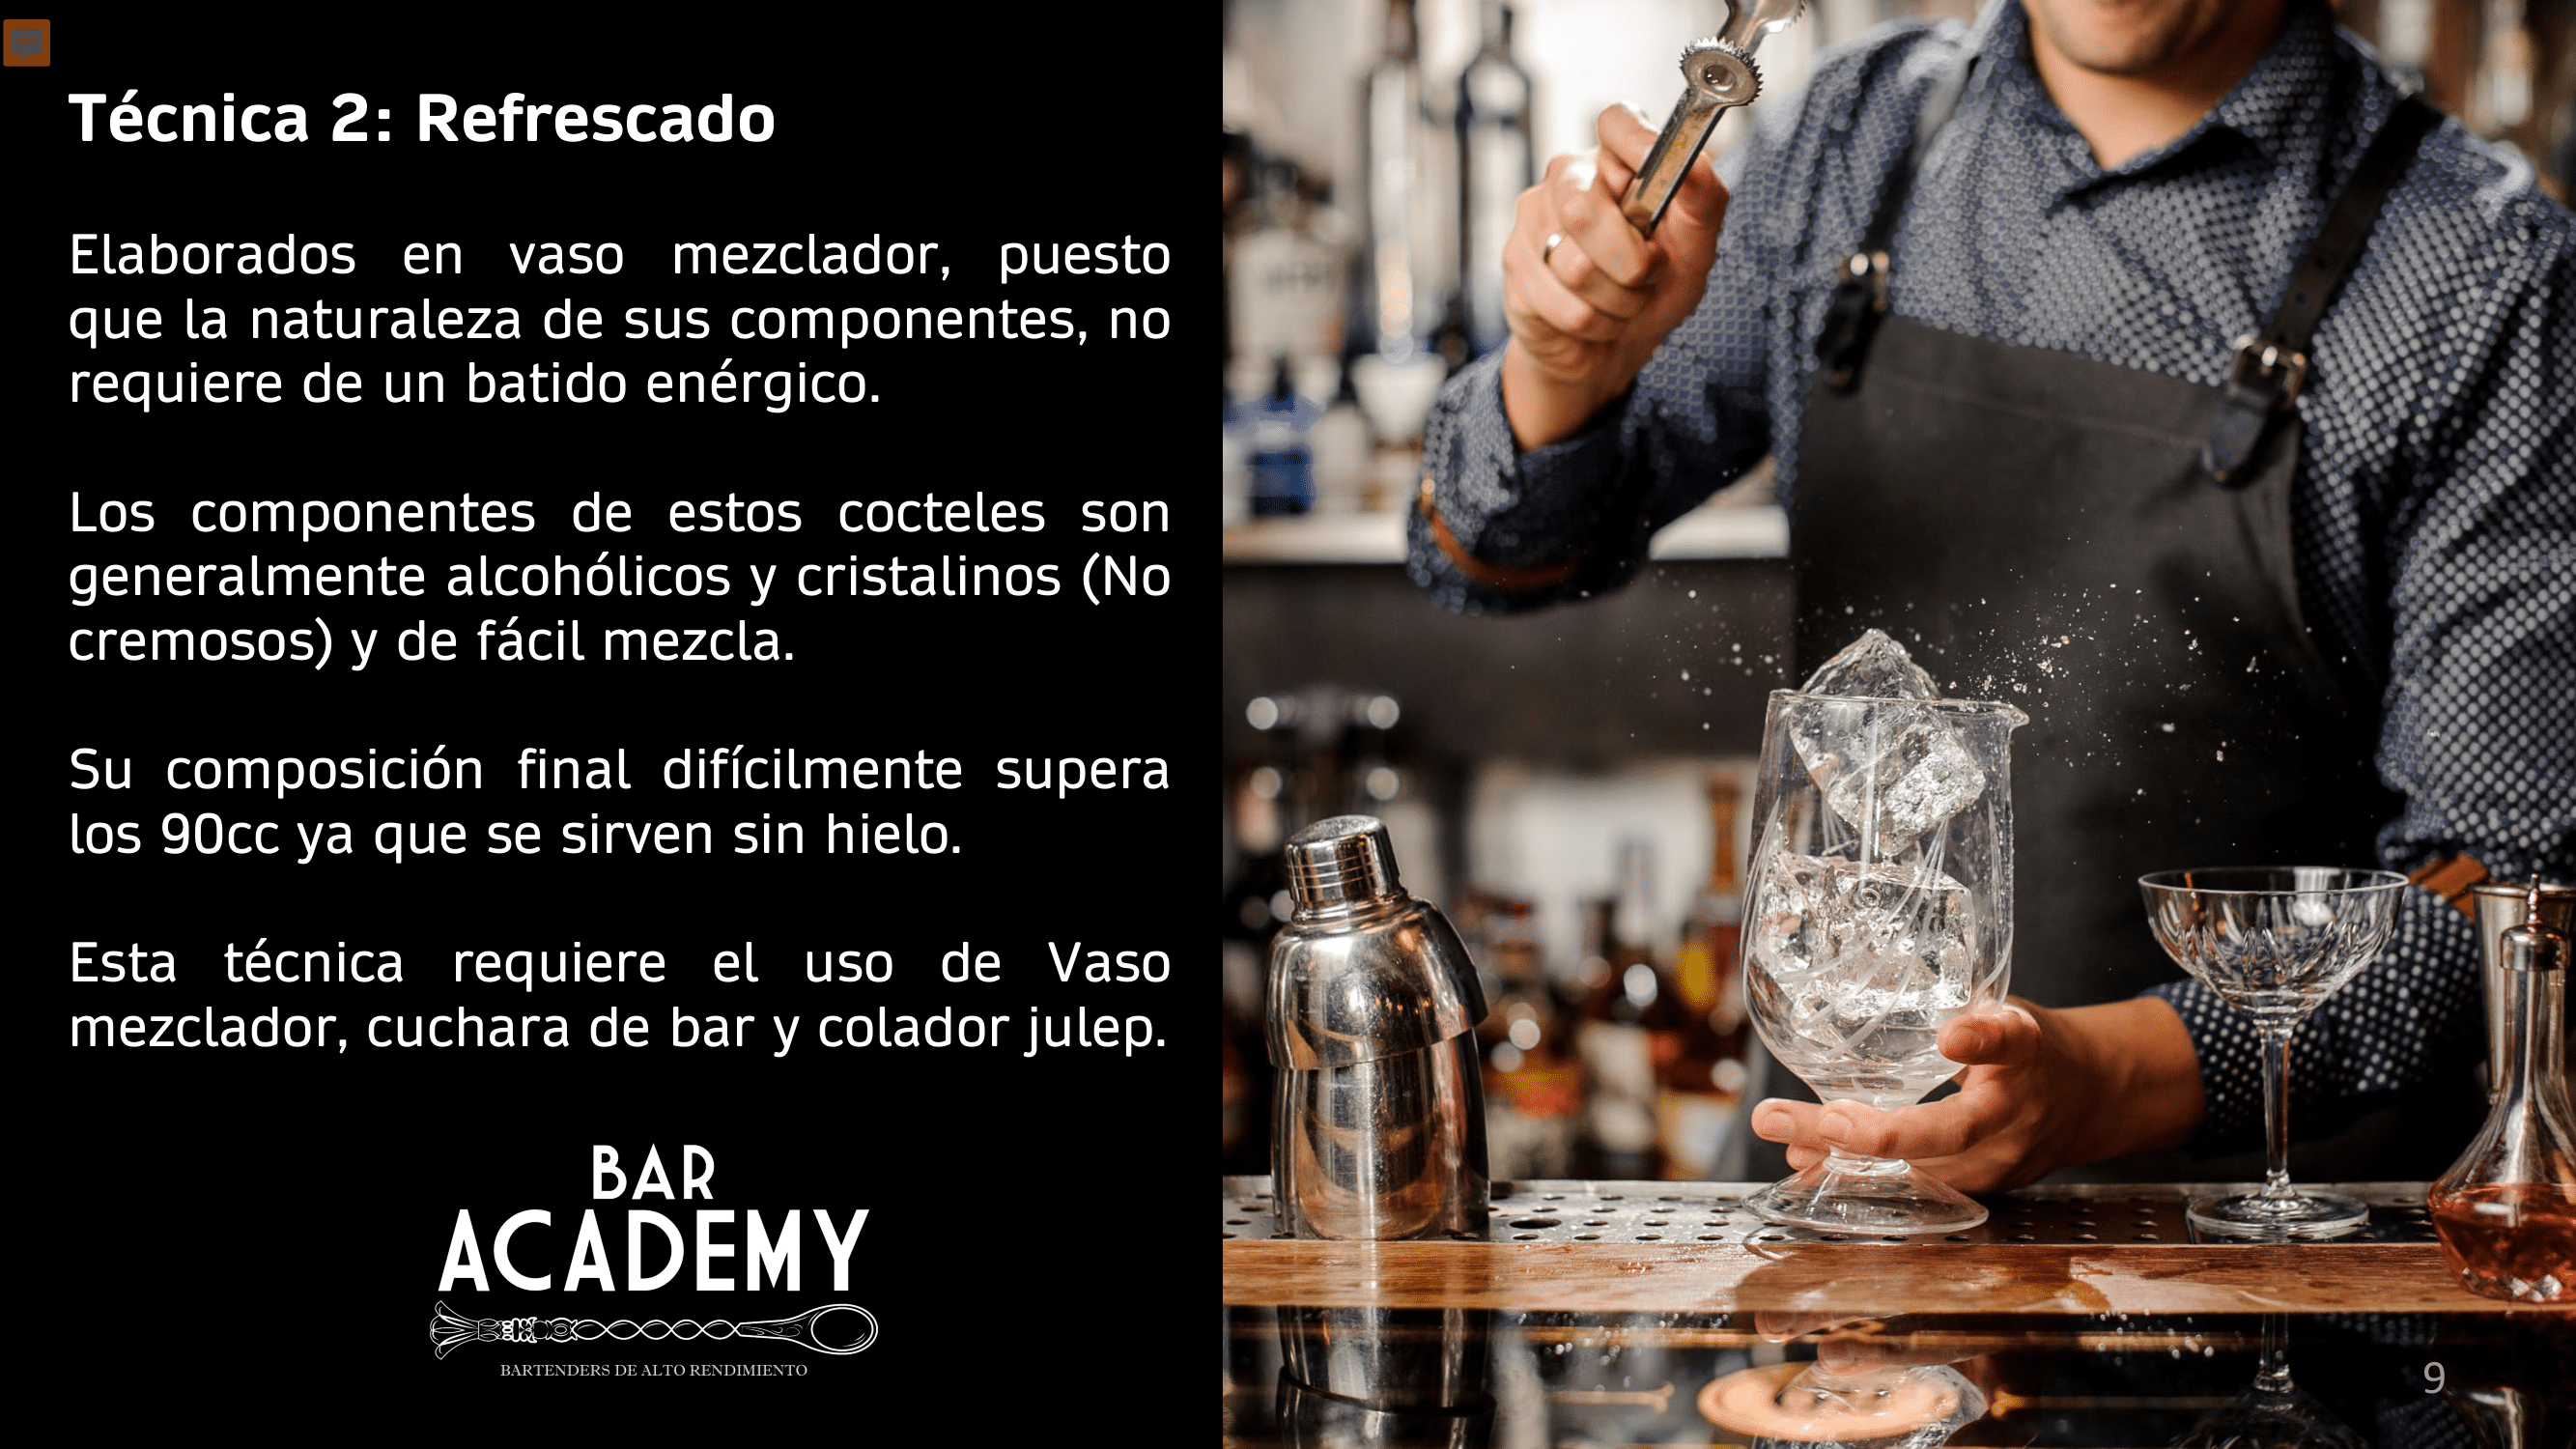 Técnica 2: Refrescado
Elaborados en vaso mezclador, puesto
que la naturaleza de sus componentes, no
requiere de un batido enérgico.
Los componentes de estos cocteles son
generalmente alcohólicos y cristalinos (No
cremosos) y de fácil mezcla.
Su composición final difícilmente supera
los 90cc ya que se sirven sin hielo.
Esta técnica requiere el uso de Vaso
mezclador, cuchara de bar y colador julep.
BAR
ACADEMY
BARTENDERS DE ALTO RENDIMIENTO
9